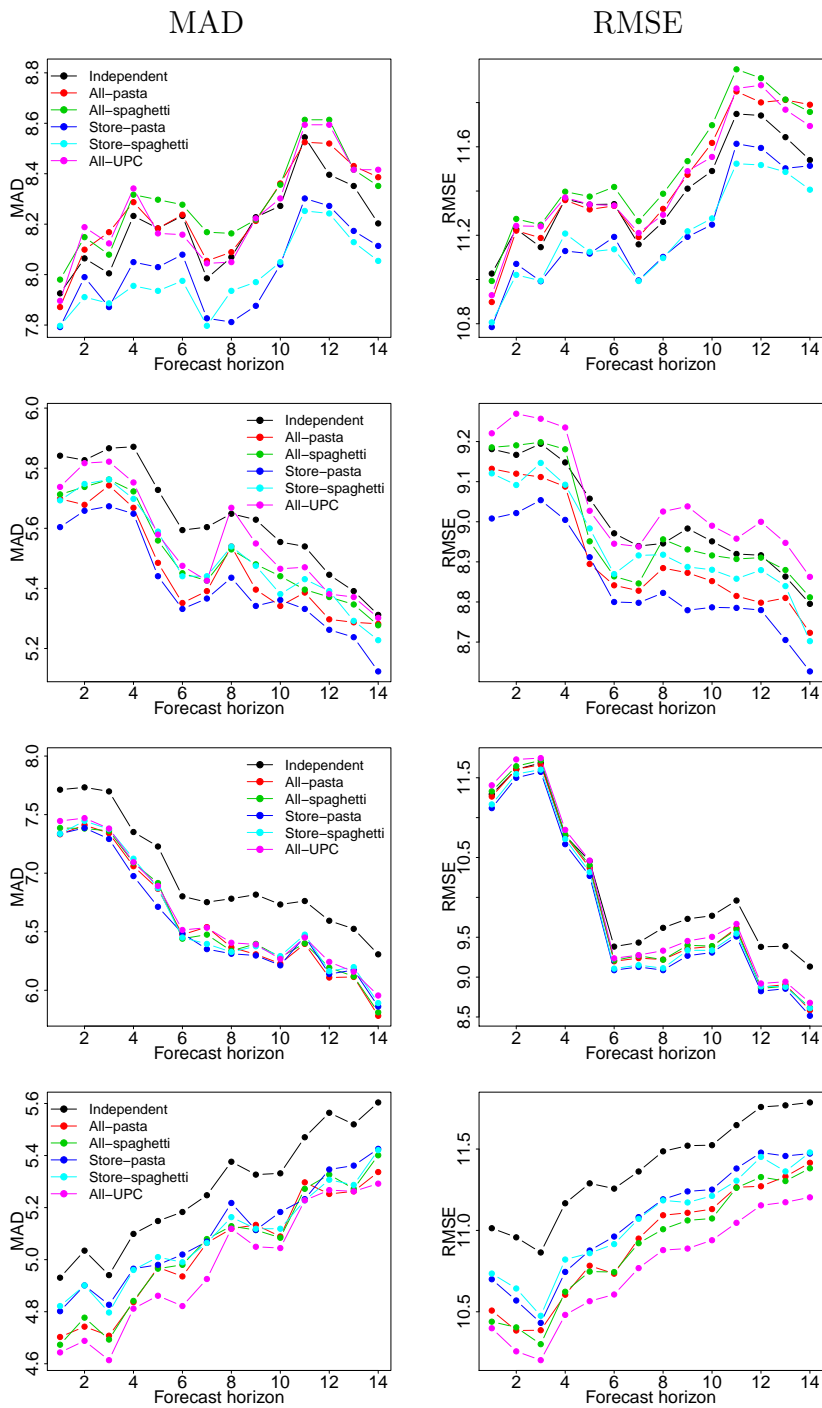 MAD
RMSE
8.8
8.6
8.4
8.2
8.0
7.8
MAD
Independent
All−pasta
All−spaghetti
Store−pasta
Store−spaghetti
All−UPC
2 4 6 8 10 12 14
Forecast horizon
11.6
11.2
10.8
RMSE
2 4 6 8 10 12 14
Forecast horizon
6.0
5.8
5.6
5.4
5.2
MAD
Independent
All−pasta
All−spaghetti
Store−pasta
Store−spaghetti
All−UPC
2 4 6 8 10 12 14
Forecast horizon
9.2
9.1
9.0
8.9
8.8
8.7
RMSE
2 4 6 8 10 12 14
Forecast horizon
8.0
7.5
7.0
6.5
6.0
MAD
Independent
All−pasta
All−spaghetti
Store−pasta
Store−spaghetti
All−UPC
2 4 6 8 10 12 14
Forecast horizon
11.5
10.5
9.5
9.0
8.5
RMSE
2 4 6 8 10 12 14
Forecast horizon
5.6
5.4
5.2
5.0
4.8
4.6
MAD
Independent
All−pasta
All−spaghetti
Store−pasta
Store−spaghetti
All−UPC
2 4 6 8 10 12 14
Forecast horizon
11.5
11.0
10.5
RMSE
2 4 6 8 10 12 14
Forecast horizon